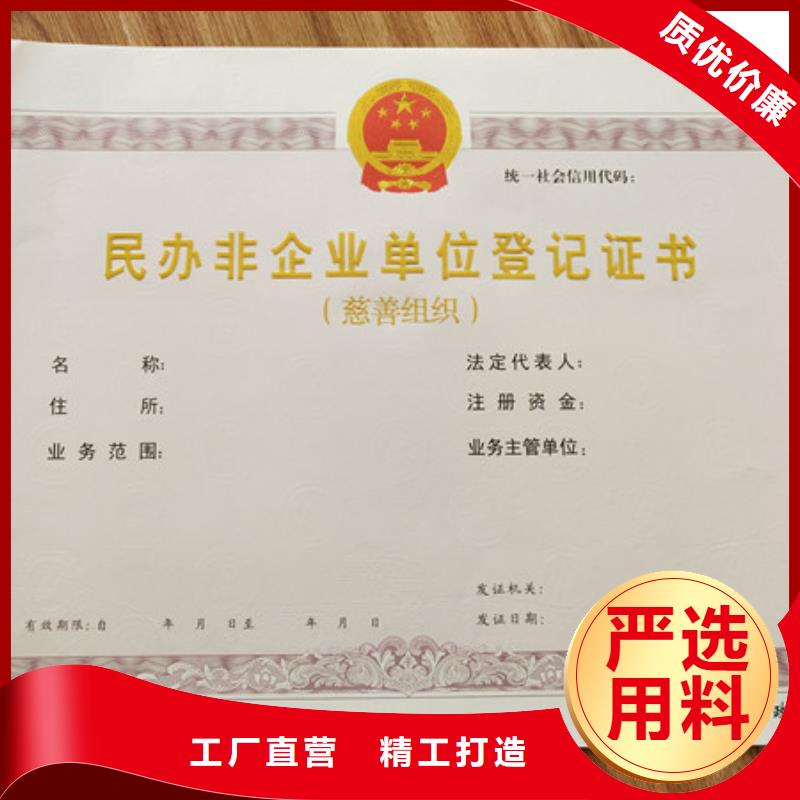 质优价廉
统一社会信用代码:
民办非企业单位登记证书
(慈善组织)
名 称:
法定代表人:
住 所:
注册资金:
业务范围:
业务主管单位:
发证机关:
发证日期:
有效期限:自 年 月 日至 年 月 日
严选
用料
工厂直营 精工打造